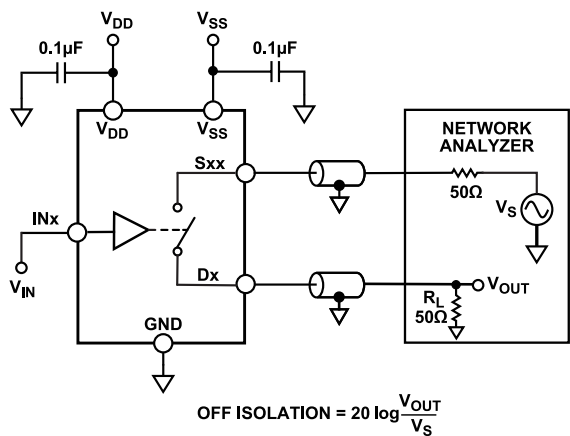 V_DD
V_SS
0.1µF
0.1µF
V_DD
V_SS
NETWORK
ANALYZER
Sxx
50Ω
V_S
INx
V_IN
Dx
V_OUT
R_L
50Ω
GND
OFF ISOLATION = 20 log V_OUT/V_S